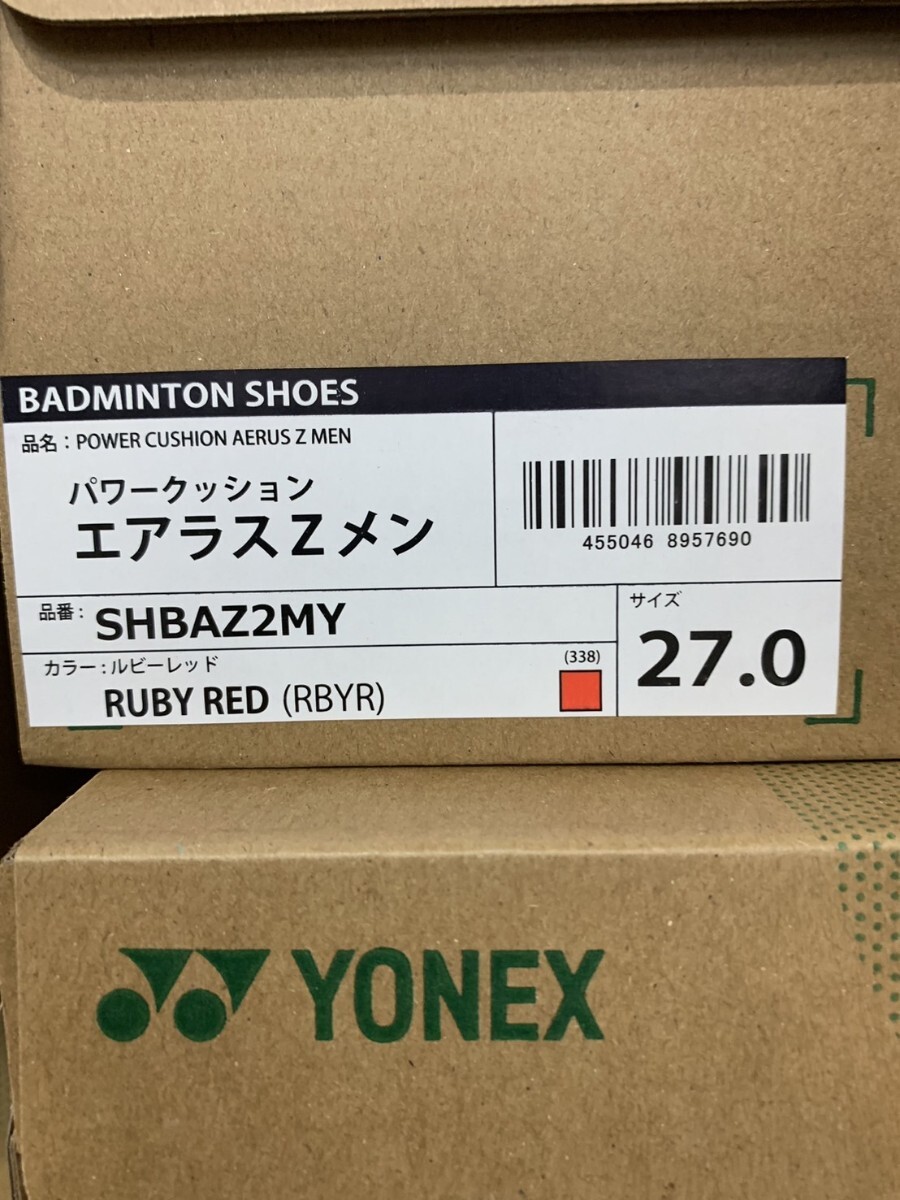 BADMINTON SHOES
品名：POWER CUSHION AERUS Z MEN
パワークッション
エアラスZメン
455046 8957690
品番：SHBAZ2MY
カラー：ルビーレッド
(338)
RUBY RED (RBYR)
サイズ
27.0
YONEX